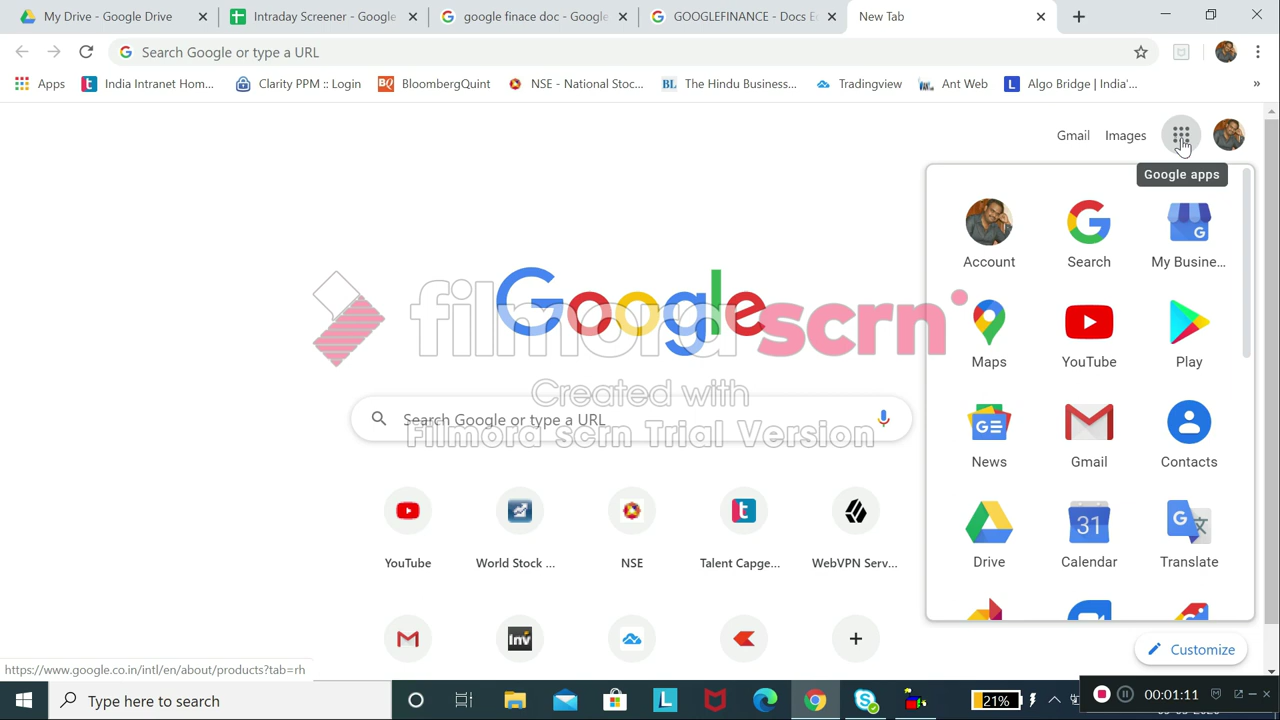 My Drive - Google Drive
Intraday Screener - Google
google finace doc - Google
GOOGLEFINANCE - Docs E
New Tab
Search Google or type a URL
Apps
India Intranet Hom...
Clarity PPM :: Login
BQ
BloombergQuint
NSE - National Stoc...
BL
The Hindu Business...
Tradingview
Ant Web
L
Algo Bridge | India'...
»
Gmail
Images
Google apps
Account
Search
My Busine...
Google
filmora scrn
Maps
YouTube
Play
Created with
Search Google or type a URL
Filmora scrn Trial Version
News
Gmail
Contacts
31
Drive
Calendar
Translate
YouTube
World Stock ...
NSE
Talent Capge...
WebVPN Serv...
Inv
Customize
https://www.google.co.in/intl/en/about/products?tab=rh
Type here to search
L
21%
00:01:11